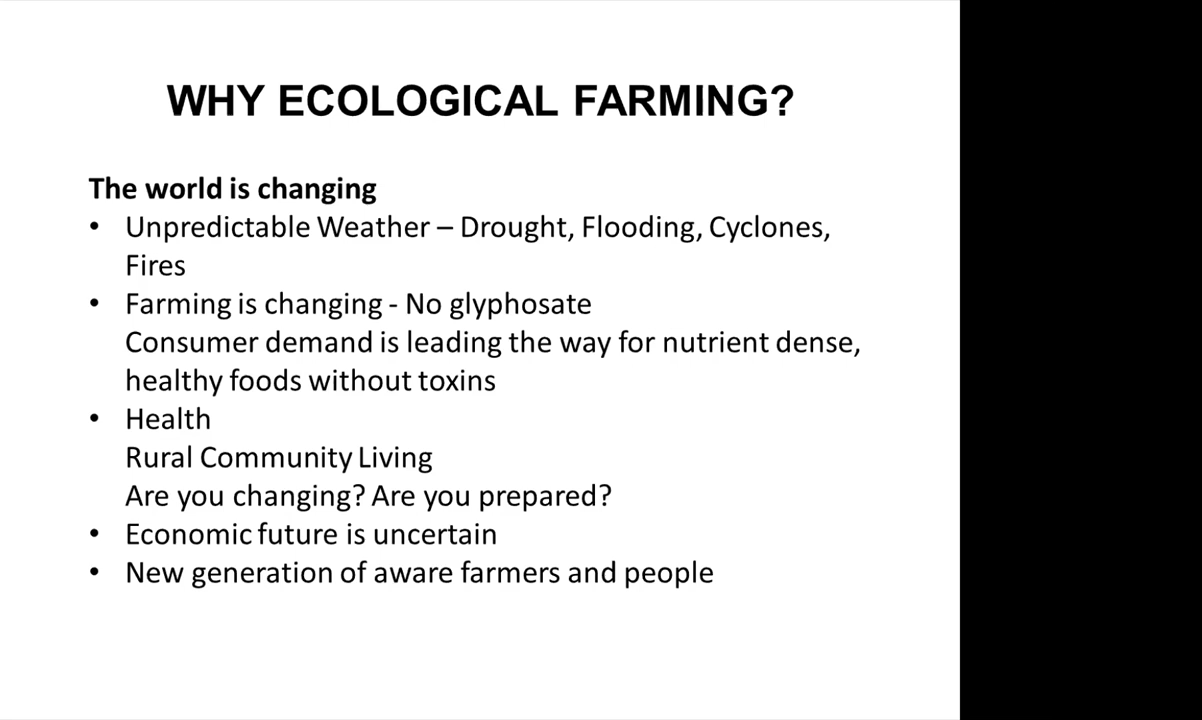 WHY ECOLOGICAL FARMING?
The world is changing
• Unpredictable Weather – Drought, Flooding, Cyclones,
Fires
• Farming is changing - No glyphosate
Consumer demand is leading the way for nutrient dense,
healthy foods without toxins
• Health
Rural Community Living
Are you changing? Are you prepared?
• Economic future is uncertain
• New generation of aware farmers and people